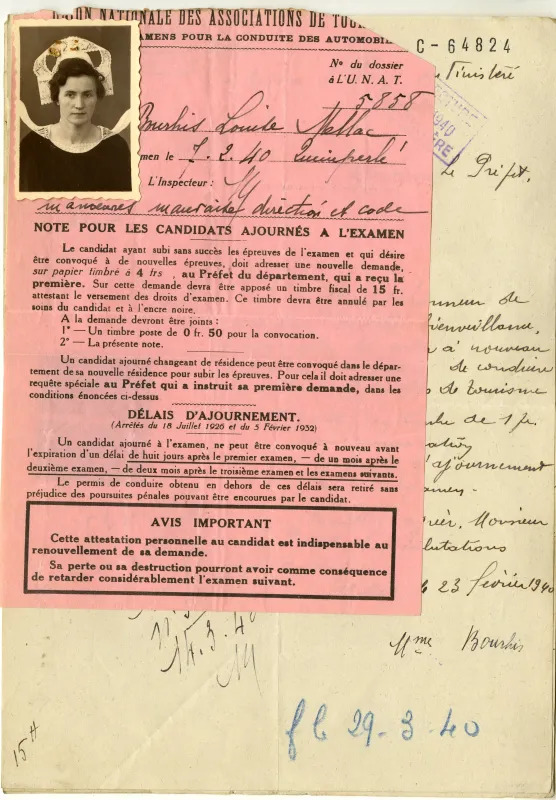 UNION NATIONALE DES ASSOCIATIONS DE TOU
EXAMENS POUR LA CONDUITE DES AUTOMOBIL
C-64824
No du dossier
à L'U. N. A. T.
5858
Ministère
1940
Le Préfet,
Bourhis Louise Mellac
men le 7.2.40 Quimperlé
L'Inspecteur :
manœuvres mauvaises direction et code
NOTE POUR LES CANDIDATS AJOURNÉS A L'EXAMEN
Le candidat ayant subi sans succès les épreuves de l'examen et qui désire
être convoqué à de nouvelles épreuves, doit adresser une nouvelle demande,
sur papier timbré à 4 frs , au Préfet du département, qui a reçu la
première. Sur cette demande devra être apposé un timbre fiscal de 15 fr.
attestant le versement des droits d'examen. Ce timbre devra être annulé par les
soins du candidat et à l'encre noire.
A la demande devront être joints :
1° — Un timbre poste de 0 fr. 50 pour la convocation.
2° — La présente note.
Un candidat ajourné changeant de résidence peut être convoqué dans le dépar-
tement de sa nouvelle résidence pour subir les épreuves. Pour cela il doit adresser une
requête spéciale au Préfet qui a instruit sa première demande, dans les
conditions énoncées ci-dessus
DÉLAIS D'AJOURNEMENT.
(Arrêtés du 18 Juillet 1926 et du 5 Février 1932)
Un candidat ajourné à l'examen, ne peut être convoqué à nouveau avant
l'expiration d'un délai de huit jours après le premier examen, — de un mois après le
deuxième examen, — de deux mois après le troisième examen et les examens suivants.
Le permis de conduire obtenu en dehors de ces délais sera retiré sans
préjudice des poursuites pénales pouvant être encourues par le candidat.
AVIS IMPORTANT
Cette attestation personnelle au candidat est indispensable au
renouvellement de sa demande.
Sa perte ou sa destruction pourront avoir comme conséquence
de retarder considérablement l'examen suivant.
nneur de
bienveillance,
à nouveau
de conduire
de tourisme
de 1 fr.
d'ajournement
Monsieur
salutations
23 février 1940
Mme Bourhis
14.3.40
29-3-40
15 H